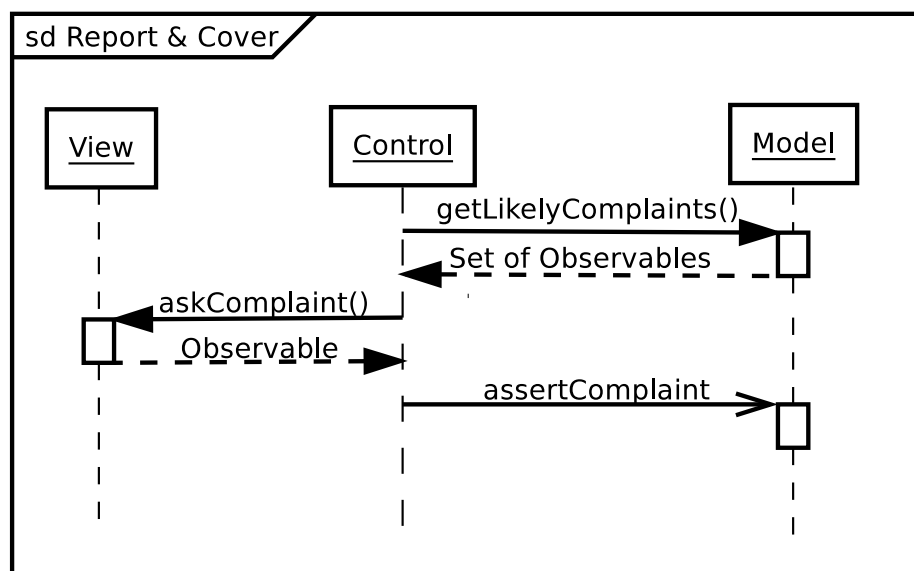 sd Report & Cover
View
Control
Model
getLikelyComplaints()
Set of Observables
askComplaint()
Observable
assertComplaint